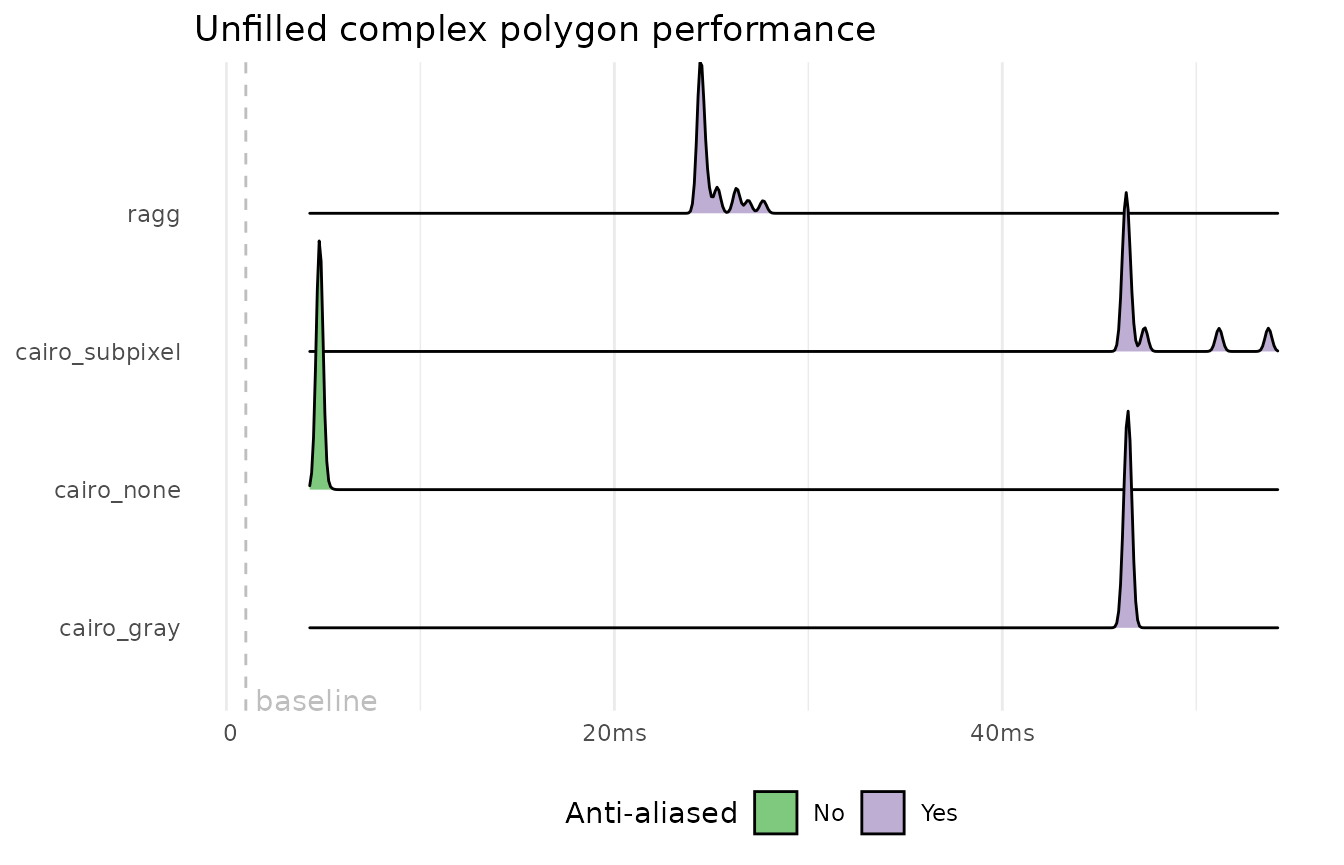 Unfilled complex polygon performance
ragg
cairo_subpixel
cairo_none
cairo_gray
baseline
0 20ms 40ms
Anti-aliased No Yes